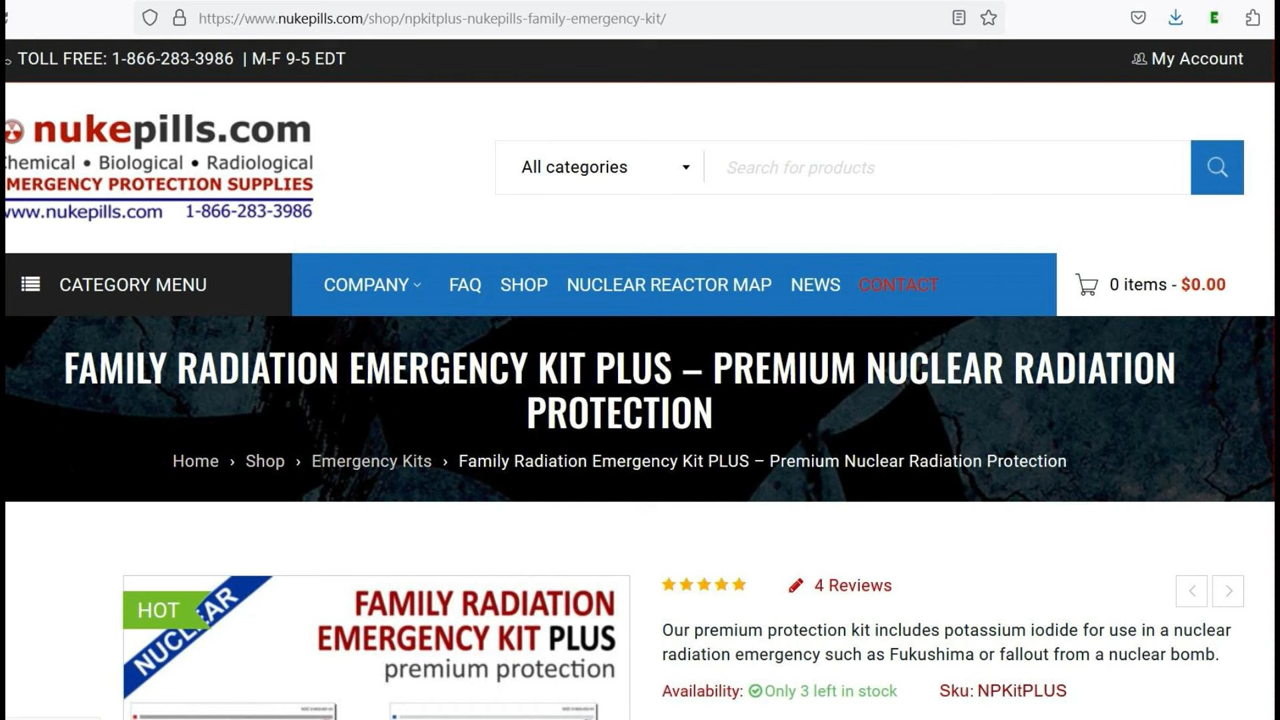 https://www.nukepills.com/shop/npkitplus-nukepills-family-emergency-kit/
TOLL FREE: 1-866-283-3986 | M-F 9-5 EDT
My Account
nukepills.com
Chemical • Biological • Radiological
EMERGENCY PROTECTION SUPPLIES
www.nukepills.com 1-866-283-3986
All categories
Search for products
CATEGORY MENU
COMPANY FAQ SHOP NUCLEAR REACTOR MAP NEWS CONTACT
0 items - $0.00
FAMILY RADIATION EMERGENCY KIT PLUS – PREMIUM NUCLEAR RADIATION
PROTECTION
Home › Shop › Emergency Kits › Family Radiation Emergency Kit PLUS – Premium Nuclear Radiation Protection
HOT
NUCLEAR
FAMILY RADIATION
EMERGENCY KIT PLUS
premium protection
4 Reviews
Our premium protection kit includes potassium iodide for use in a nuclear
radiation emergency such as Fukushima or fallout from a nuclear bomb.
Availability: Only 3 left in stock Sku: NPKitPLUS